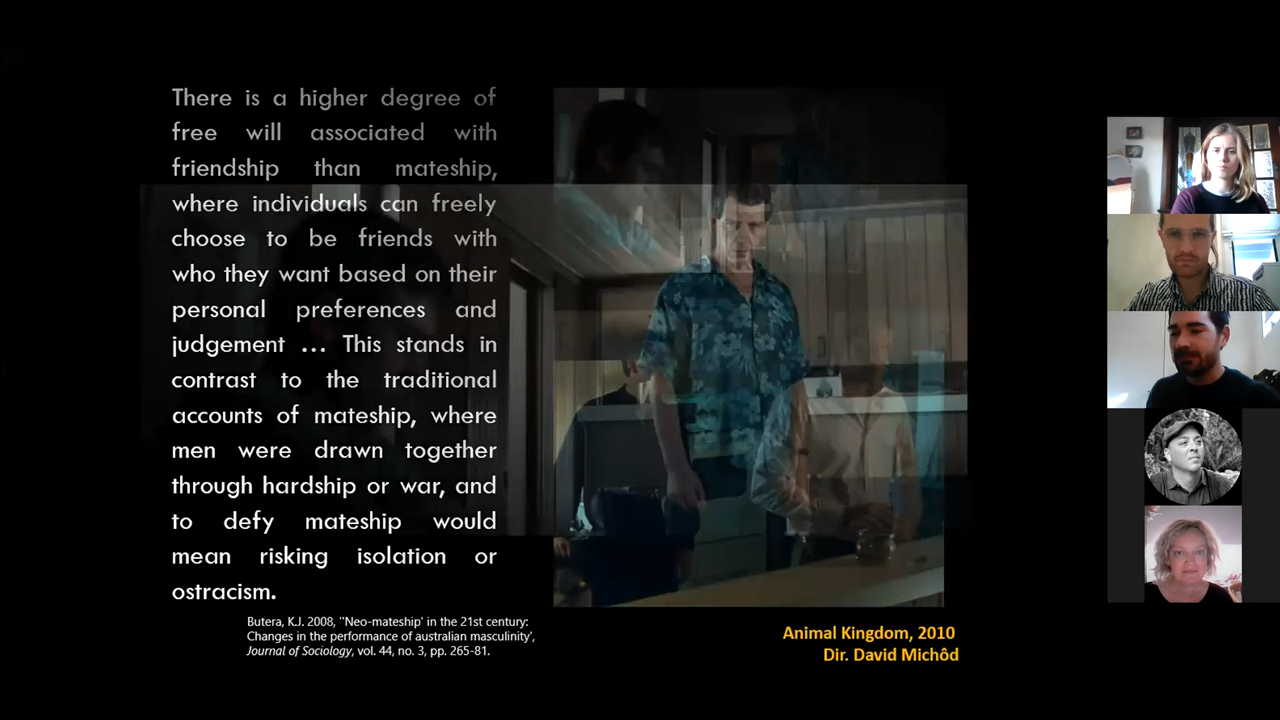 There is a higher degree of
free will associated with
friendship than mateship,
where individuals can freely
choose to be friends with
who they want based on their
personal preferences and
judgement … This stands in
contrast to the traditional
accounts of mateship, where
men were drawn together
through hardship or war, and
to defy mateship would
mean risking isolation or
ostracism.
Butera, K.J. 2008, ''Neo-mateship' in the 21st century:
Changes in the performance of australian masculinity',
Journal of Sociology, vol. 44, no. 3, pp. 265-81.
Animal Kingdom, 2010
Dir. David Michôd